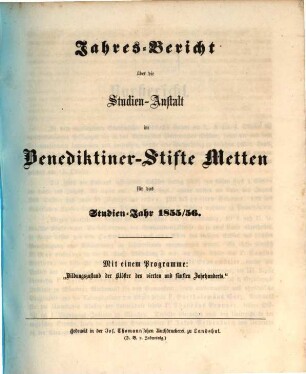 Jahres-Bericht
über die
Studien-Anstalt
im
Benediktiner-Stifte Metten
für das
Studien-Jahr 1855/56.
Mit einem Programme:
„Bildungszustand der Klöster des vierten und fünften Jahrhunderts."
Gedruckt in der Jos. Thomann'schen Buchdruckerei zu Landshut.